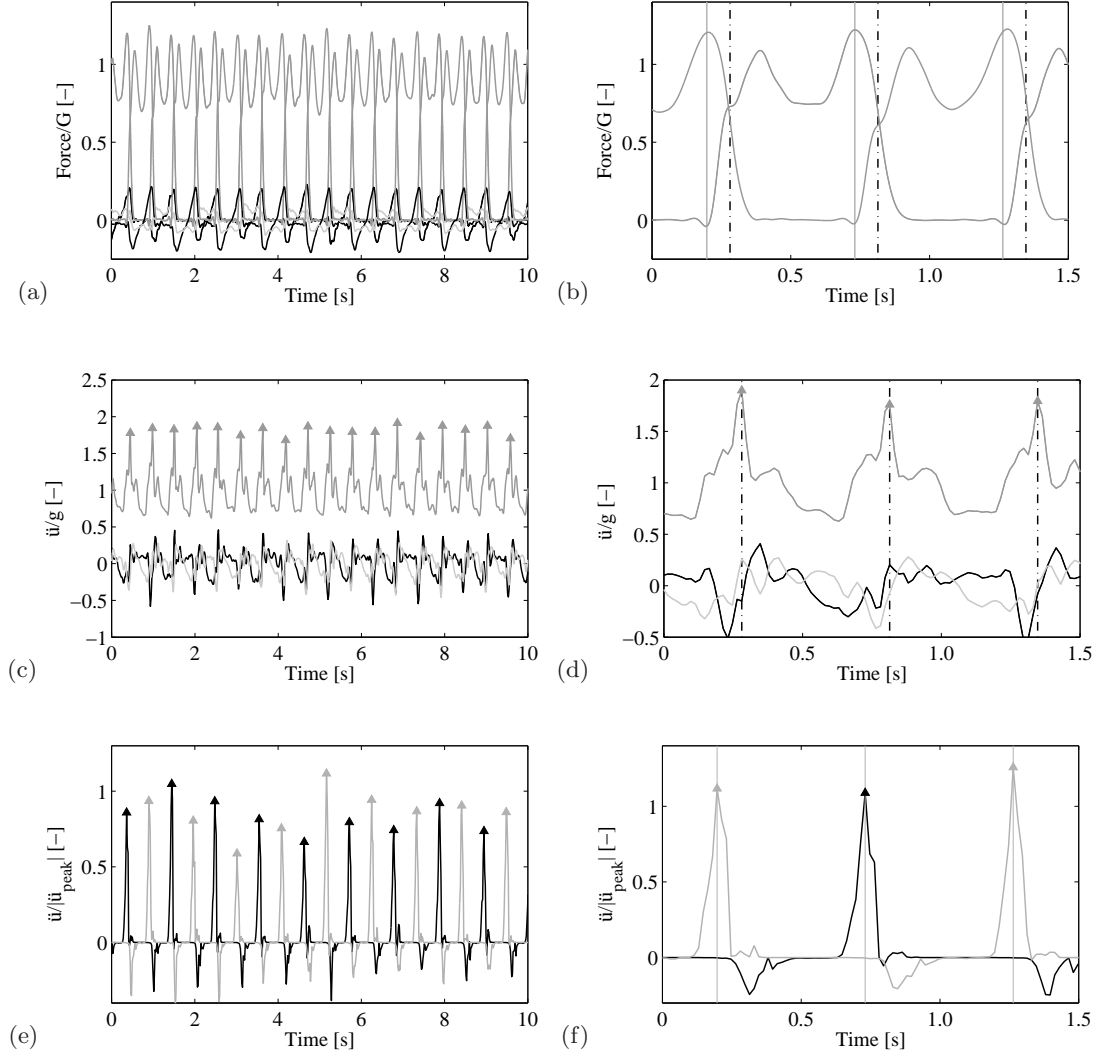 1
0.5
0
Force/G [−]
0 2 4 6 8 10
Time [s]
(a)
1
0.5
0
Force/G [−]
0 0.5 1.0 1.5
Time [s]
(b)
2.5
2
1.5
1
0.5
0
−0.5
−1
ü/g [−]
0 2 4 6 8 10
Time [s]
(c)
2
1.5
1
0.5
0
−0.5
ü/g [−]
0 0.5 1.0 1.5
Time [s]
(d)
1
0.5
0
ü/|ü_peak| [−]
0 2 4 6 8 10
Time [s]
(e)
1
0.5
0
ü/|ü_peak| [−]
0 0.5 1.0 1.5
Time [s]
(f)